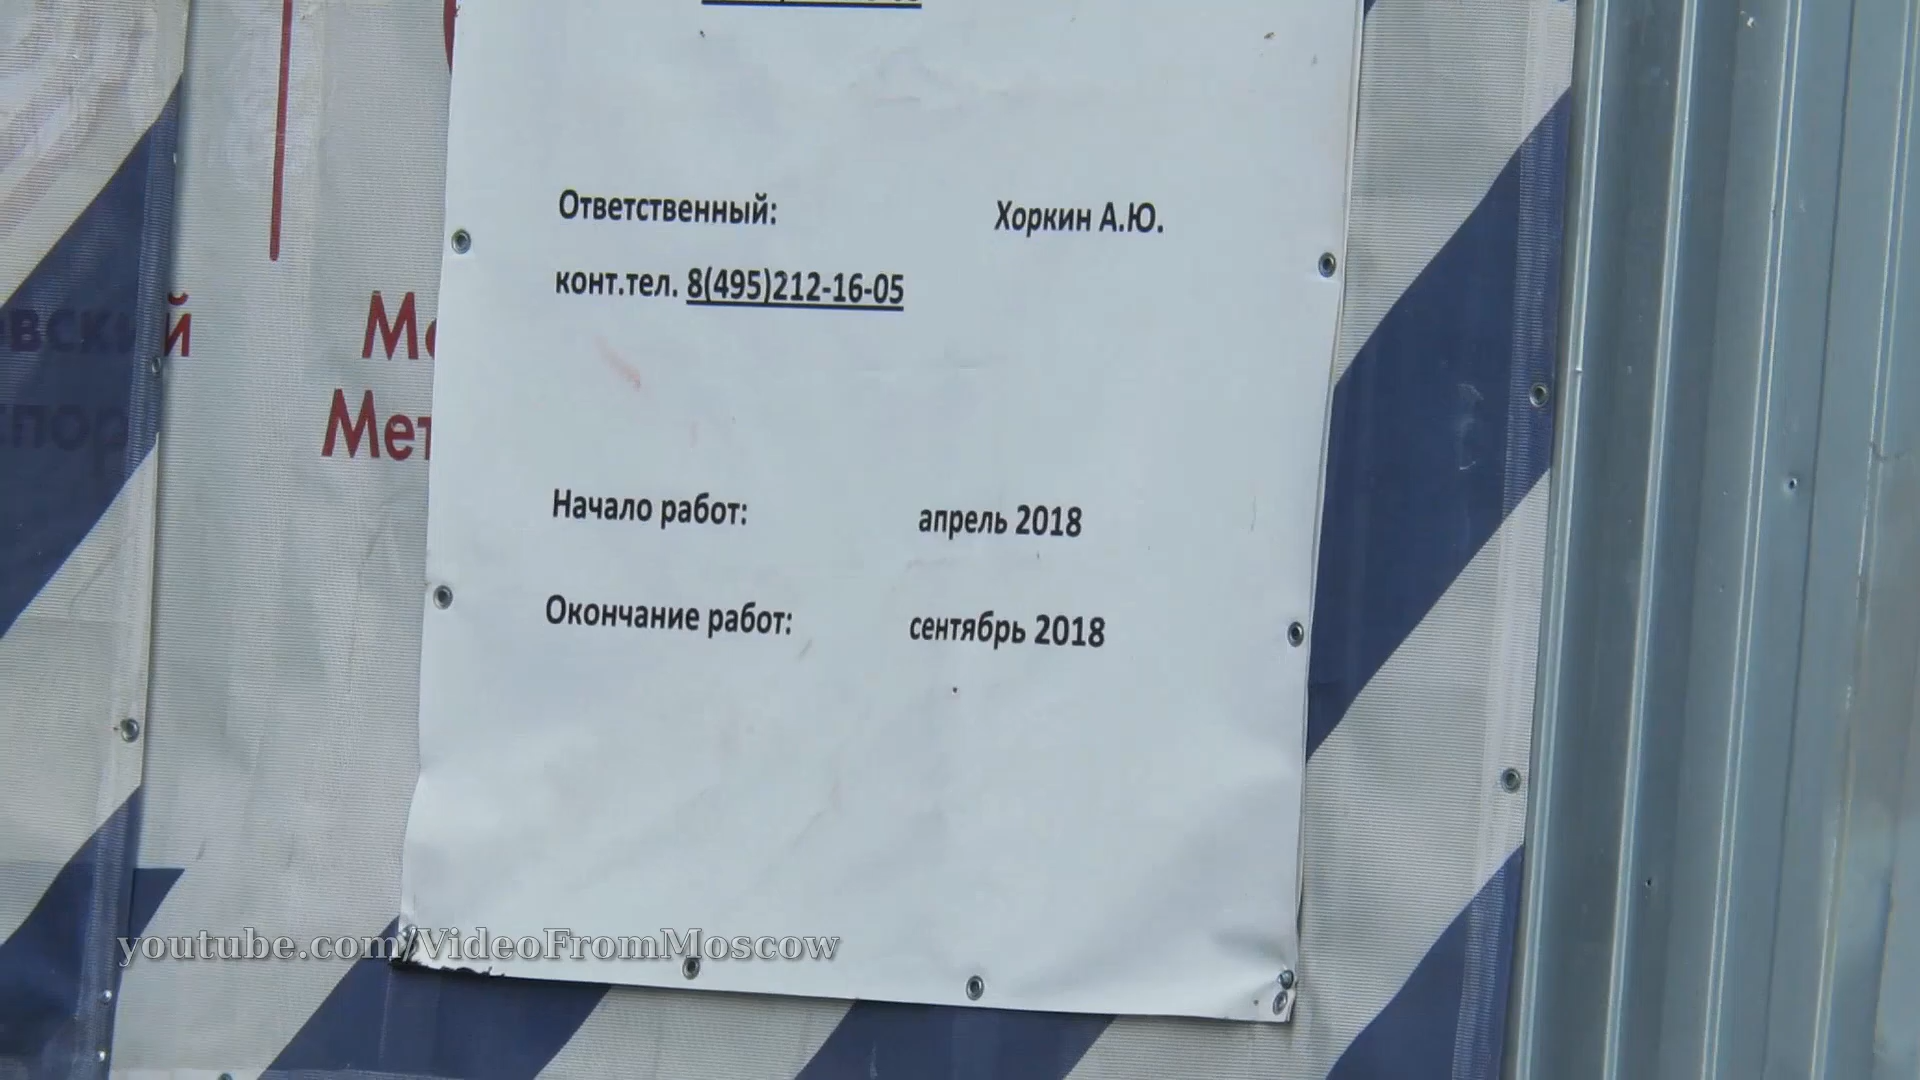 Ответственный: Хоркин А.Ю.
конт.тел. 8(495)212-16-05
Начало работ: апрель 2018
Окончание работ: сентябрь 2018
youtube.com/VideoFromMoscow